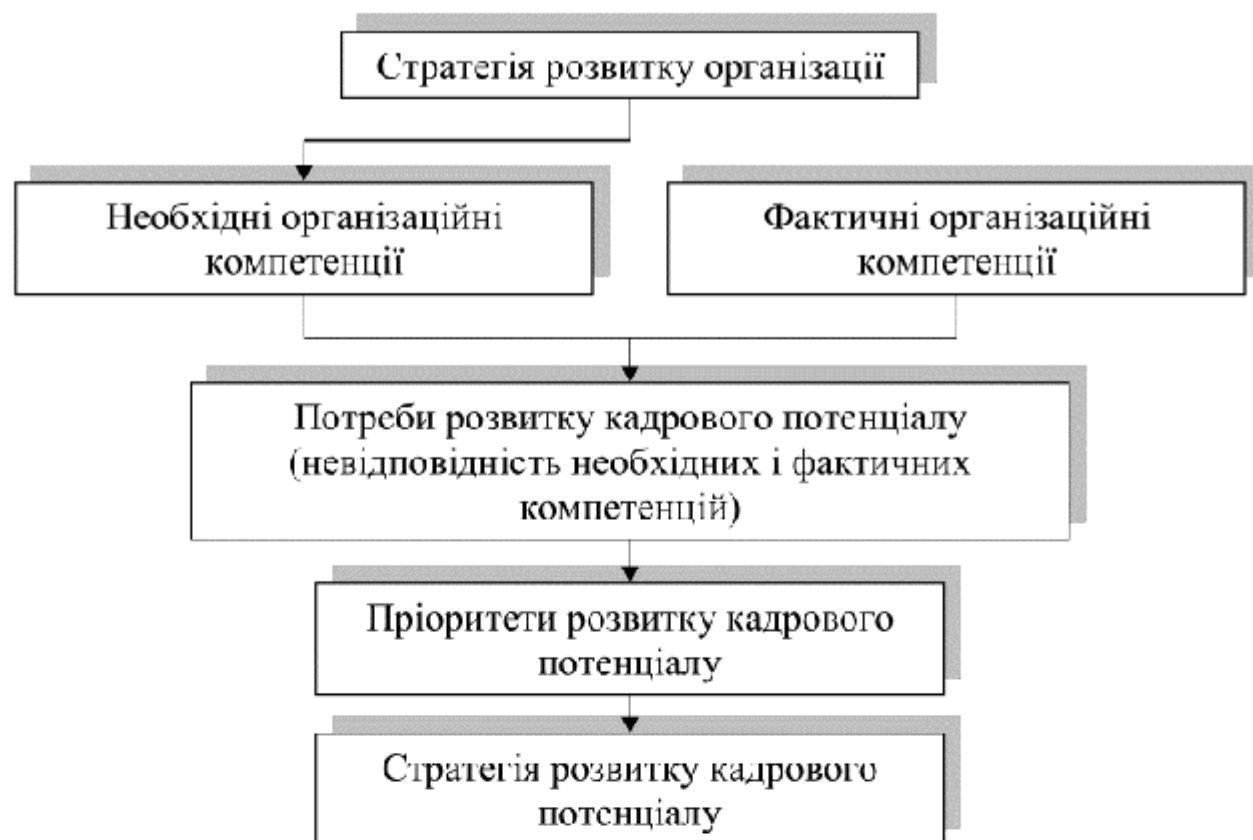 Стратегія розвитку організації
Необхідні організаційні
компетенції
Фактичні організаційні
компетенції
Потреби розвитку кадрового потенціалу
(невідповідність необхідних і фактичних
компетенцій)
Пріоритети розвитку кадрового
потенціалу
Стратегія розвитку кадрового
потенціалу